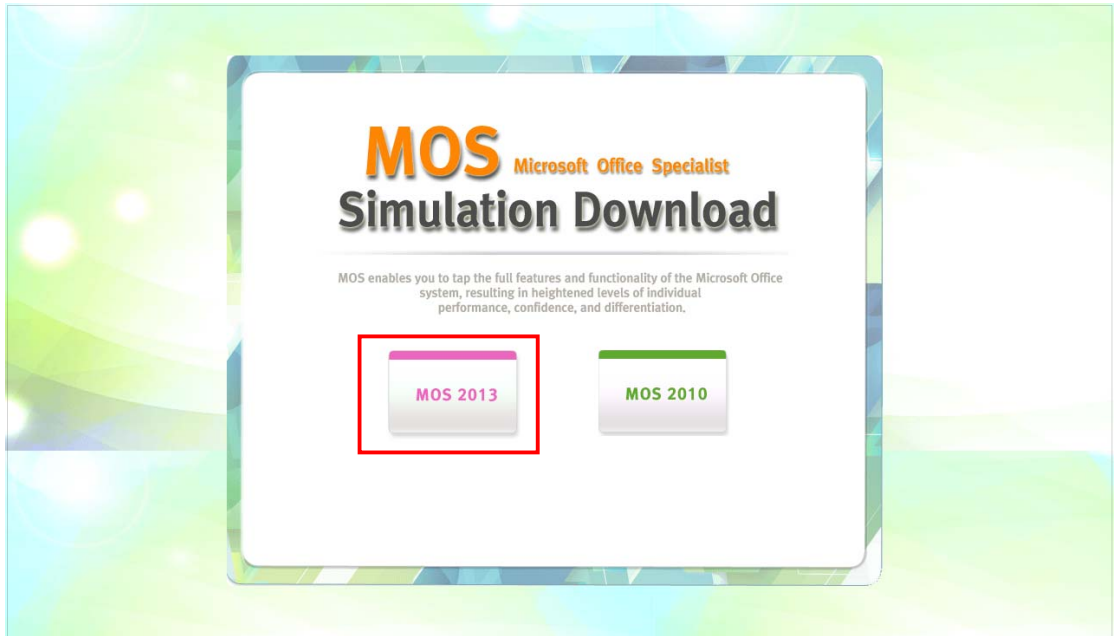 MOS Microsoft Office Specialist
Simulation Download
MOS enables you to tap the full features and functionality of the Microsoft Office
system, resulting in heightened levels of individual
performance, confidence, and differentiation.
MOS 2013
MOS 2010